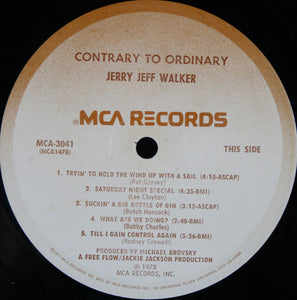 CONTRARY TO ORDINARY
JERRY JEFF WALKER
MCA RECORDS
MCA-3041
(MCA1470)
THIS SIDE
1. TRYIN' TO HOLD THE WIND UP WITH A SAIL (4:15-ASCAP)
(Pat Garvey)
2. SATURDAY NIGHT SPECIAL (4:35-BMI)
(Lee Clayton)
3. SUCKIN' A BIG BOTTLE OF GIN (3:15-ASCAP)
(Butch Hancock)
4. WHAT ARE WE DOING? (2:40-BMI)
(Bobby Charles)
5. TILL I GAIN CONTROL AGAIN (5:56-BMI)
(Rodney Crowell)
PRODUCED BY MICHAEL BROVSKY
A FREE FLOW/JACKIE JACKSON PRODUCTION
℗ 1978
MCA RECORDS, INC.